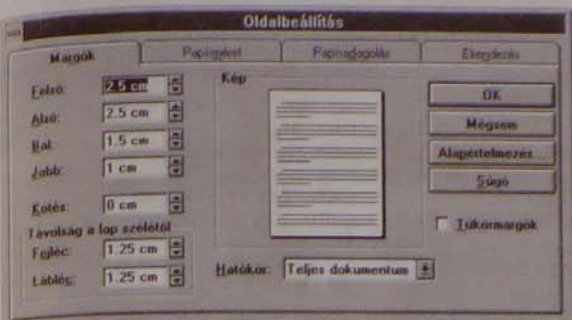 Oldalbeállítás
Margók
Papírméret
Papíradagolás
Elrendezés
Felső: 2.5 cm
Alsó: 2.5 cm
Bal: 1.5 cm
Jobb: 1 cm
Kötés: 0 cm
Távolság a lap szélétől
Fejléc: 1.25 cm
Lábléc: 1.25 cm
Kép
Hatókör: Teljes dokumentum
OK
Mégsem
Alapértelmezés...
Súgó
Tükörmargók